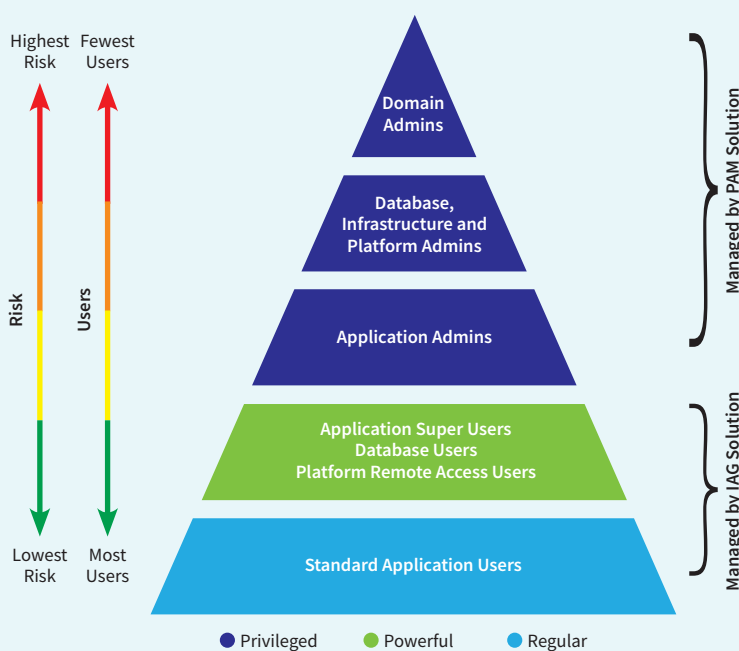 Highest
Risk
Fewest
Users
Risk
Users
Lowest
Risk
Most
Users
Domain
Admins
Database,
Infrastructure and
Platform Admins
Application Admins
Application Super Users
Database Users
Platform Remote Access Users
Standard Application Users
Managed by PAM Solution
Managed by IAG Solution
Privileged
Powerful
Regular